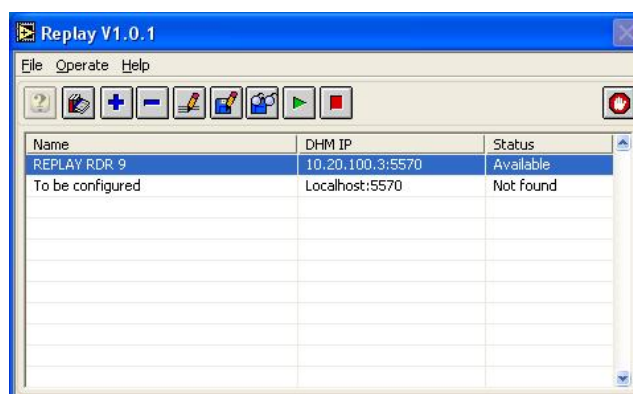 Replay V1.0.1
File Operate Help
Name DHM IP Status
REPLAY RDR 9 10.20.100.3:5570 Available
To be configured Localhost:5570 Not found